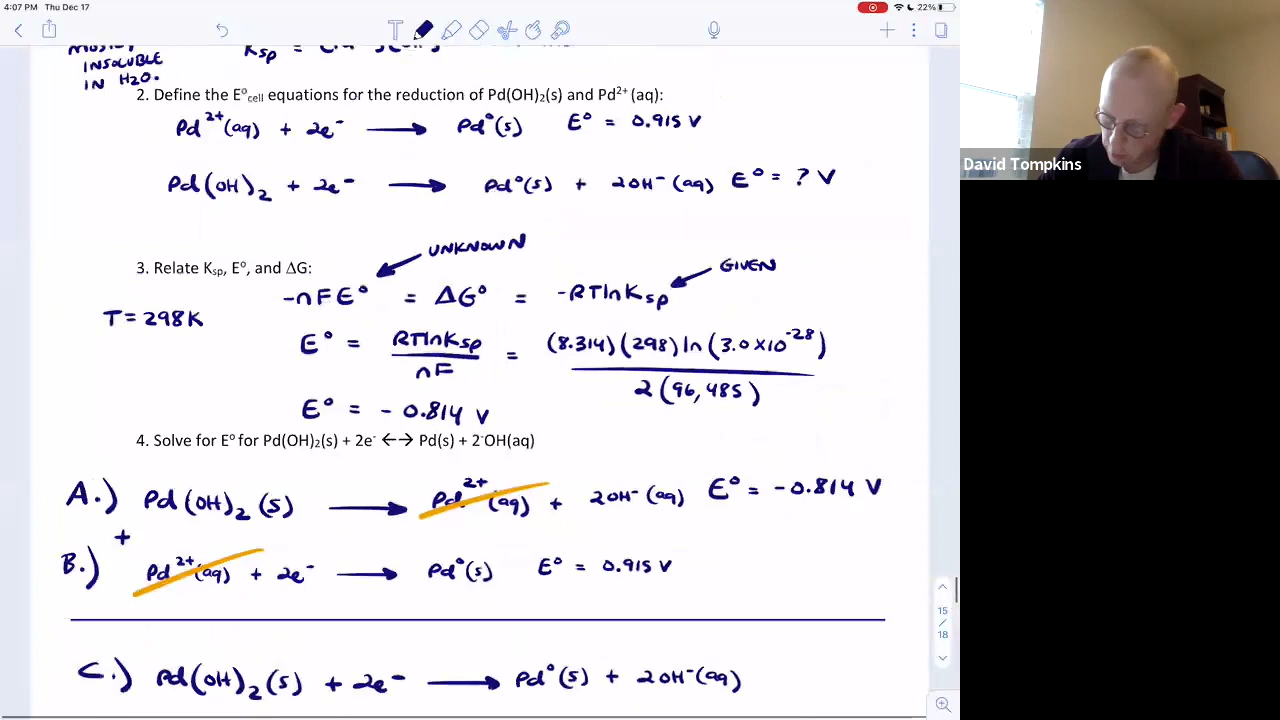 4:07 PM Thu Dec 17
22%
INSOLUBLE
IN H2O.
Ksp =
2. Define the E°cell equations for the reduction of Pd(OH)₂(s) and Pd²⁺(aq):
Pd²⁺(aq) + 2e⁻ ⟶ Pd°(s) E° = 0.915 V
Pd(OH)₂ + 2e⁻ ⟶ Pd°(s) + 2OH⁻(aq) E° = ? V
UNKNOWN
3. Relate Ksp, E°, and ΔG:
GIVEN
-nFE° = ΔG° = -RTlnKsp
T = 298K
E° = RTlnKsp / nF = (8.314)(298)ln(3.0×10⁻²⁸) / 2(96,485)
E° = -0.814 V
4. Solve for E° for Pd(OH)₂(s) + 2e⁻ ←→ Pd(s) + 2⁻OH(aq)
A.) Pd(OH)₂(s) ⟶ Pd²⁺(aq) + 2OH⁻(aq) E° = -0.814 V
+
B.) Pd²⁺(aq) + 2e⁻ ⟶ Pd°(s) E° = 0.915 V
C.) Pd(OH)₂(s) + 2e⁻ ⟶ Pd°(s) + 2OH⁻(aq)
David Tompkins
15
/
18